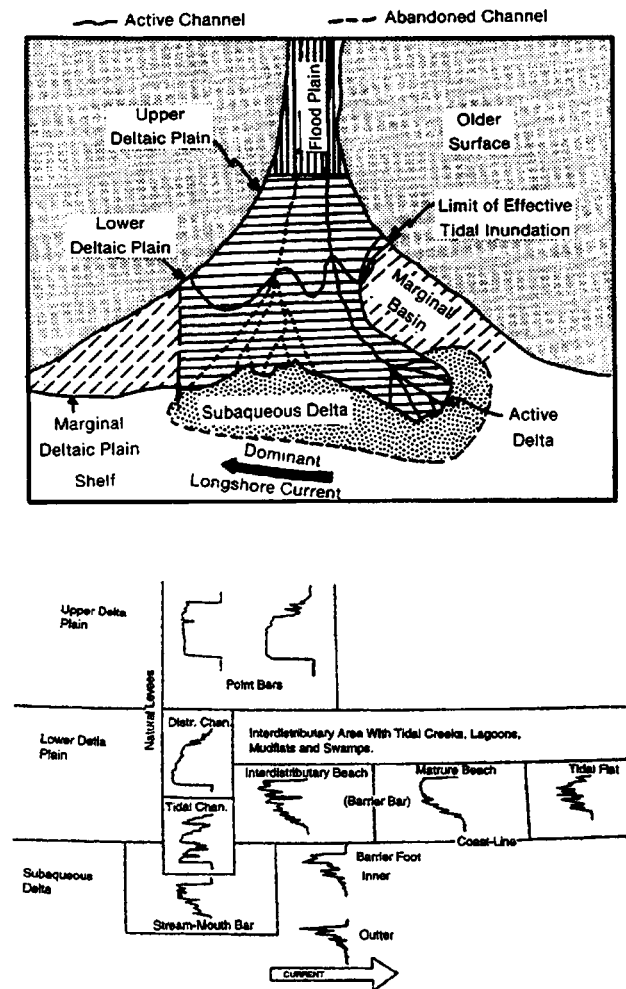 Active Channel
Abandoned Channel
Flood Plain
Upper
Deltaic Plain
Older
Surface
Lower
Deltaic Plain
Limit of Effective
Tidal Inundation
Marginal
Basin
Subaqueous Delta
Active
Delta
Marginal
Deltaic Plain
Shelf
Dominant
Longshore Current
Upper Delta
Plain
Point Bars
Natural Levees
Lower Delta
Plain
Distr. Chan.
Interdistributary Area With Tidal Creeks, Lagoons,
Mudflats and Swamps.
Interdistributary Beach
(Barrier Bar)
Matrure Beach
Tidal Flat
Tidal Chan.
Coast-Line
Subaqueous
Delta
Stream-Mouth Bar
Barrier Foot
Inner
Outter
CURRENT